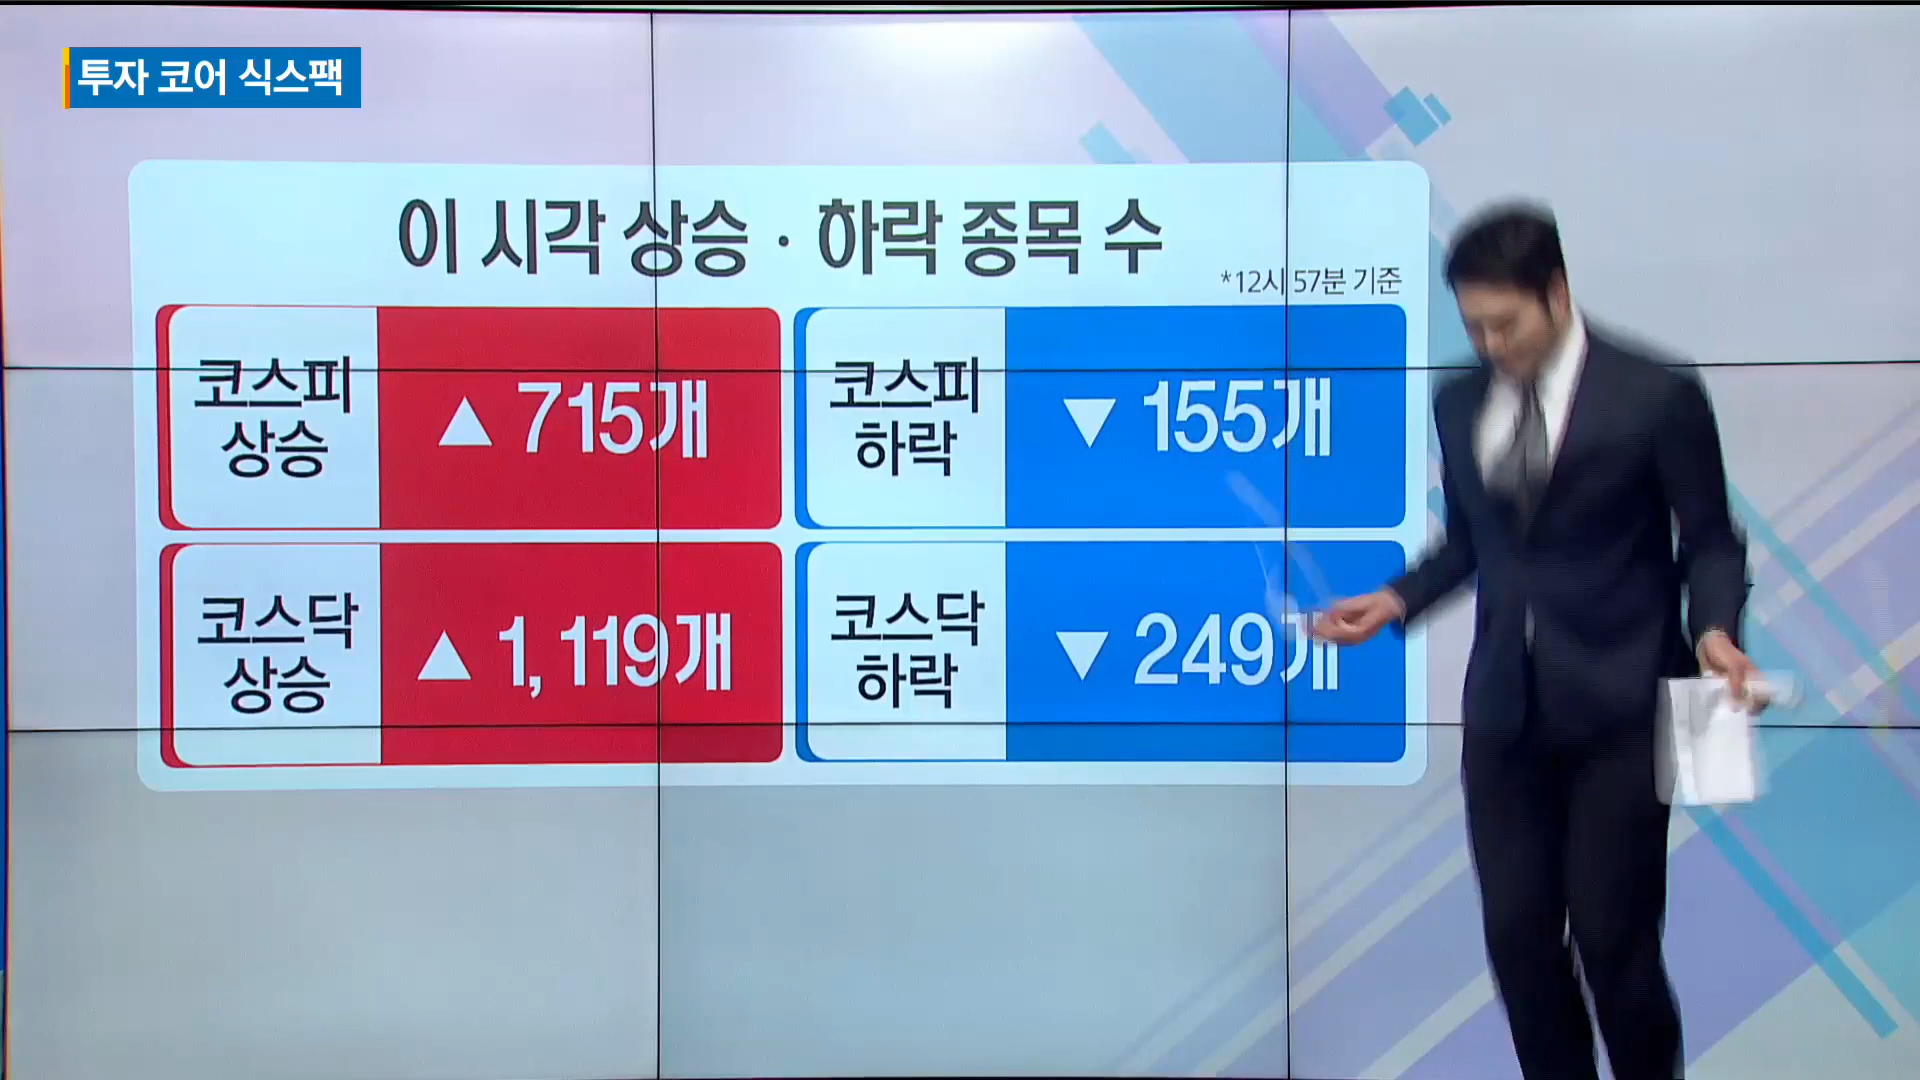 투자 코어 식스팩
이 시각 상승 · 하락 종목 수
*12시 57분 기준
코스피
상승
▲ 715개
코스피
하락
▼ 155개
코스닥
상승
▲ 1,119개
코스닥
하락
▼ 249개